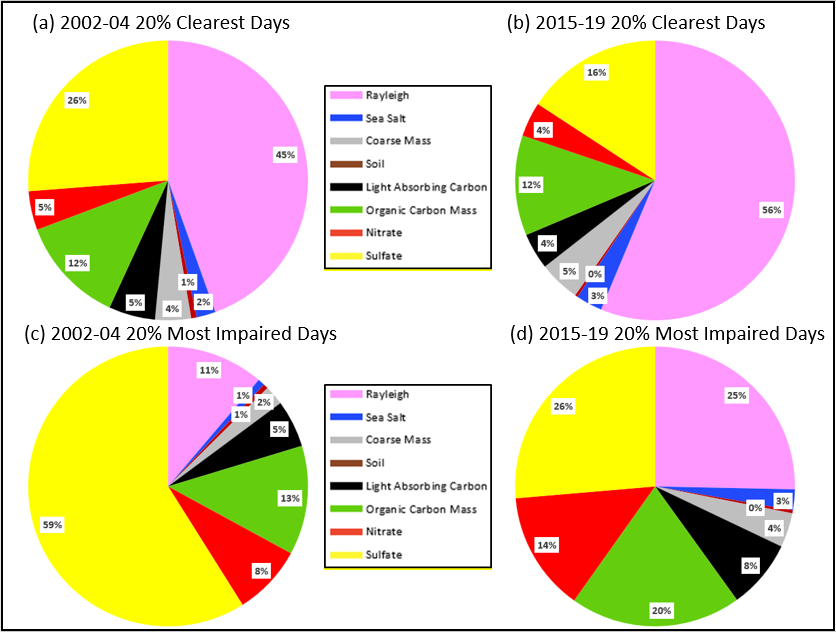 (a) 2002-04 20% Clearest Days
(b) 2015-19 20% Clearest Days
26%
45%
5%
12%
5%
4%
1%
2%
Rayleigh
Sea Salt
Coarse Mass
Soil
Light Absorbing Carbon
Organic Carbon Mass
Nitrate
Sulfate
16%
4%
12%
56%
4%
5%
0%
3%
(c) 2002-04 20% Most Impaired Days
(d) 2015-19 20% Most Impaired Days
11%
1%
2%
1%
5%
13%
59%
8%
Rayleigh
Sea Salt
Coarse Mass
Soil
Light Absorbing Carbon
Organic Carbon Mass
Nitrate
Sulfate
26%
25%
3%
0%
4%
14%
8%
20%